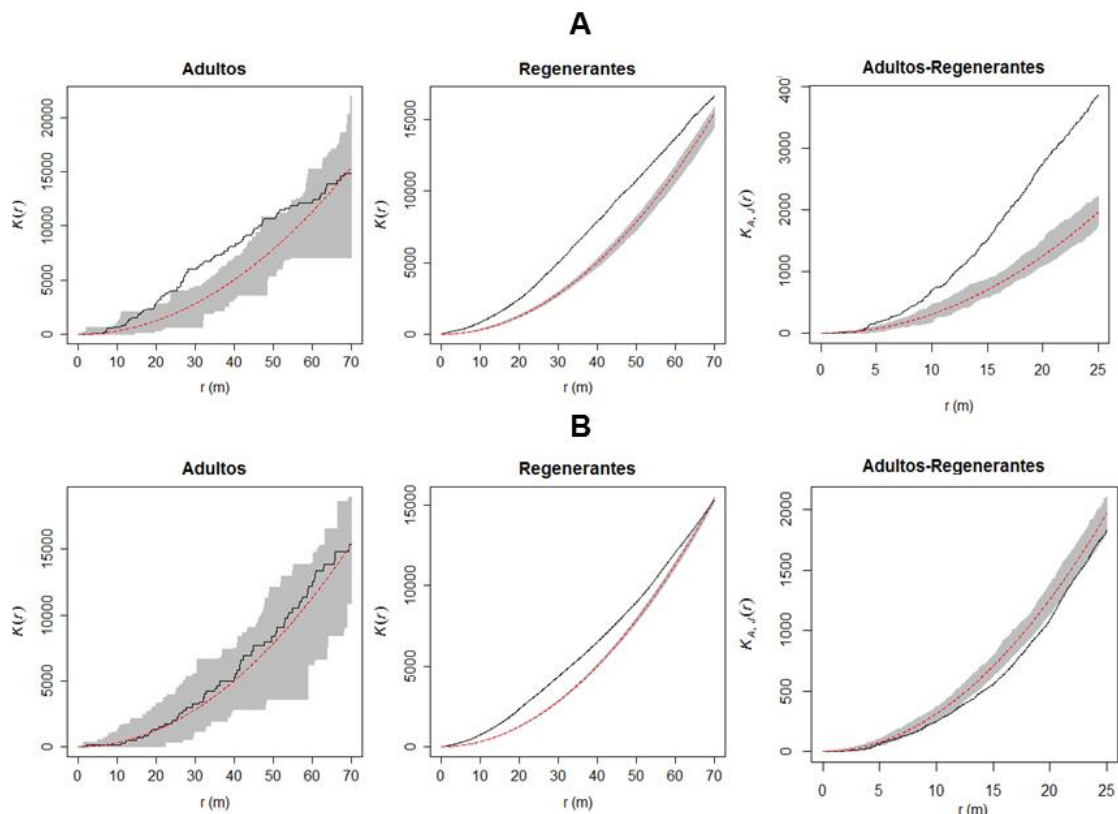 A
Adultos
K(r)
0 5000 10000 15000 20000
0 10 20 30 40 50 60 70
r (m)
Regenerantes
K(r)
0 5000 10000 15000
0 10 20 30 40 50 60 70
r (m)
Adultos-Regenerantes
K A, J (r)
0 1000 2000 3000 400
0 5 10 15 20 25
r (m)
B
Adultos
K(r)
0 5000 10000 15000
0 10 20 30 40 50 60 70
r (m)
Regenerantes
K(r)
0 5000 10000 15000
0 10 20 30 40 50 60 70
r (m)
Adultos-Regenerantes
K A, J (r)
0 500 1000 1500 2000
0 5 10 15 20 25
r (m)